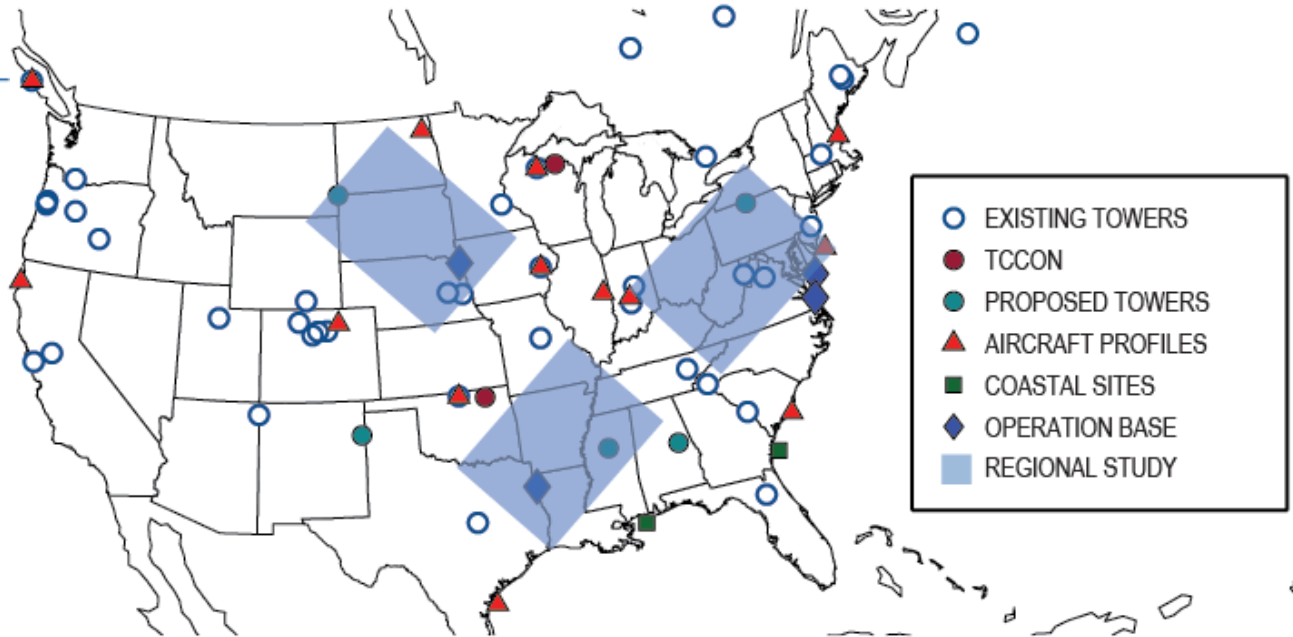 EXISTING TOWERS
TCCON
PROPOSED TOWERS
AIRCRAFT PROFILES
COASTAL SITES
OPERATION BASE
REGIONAL STUDY